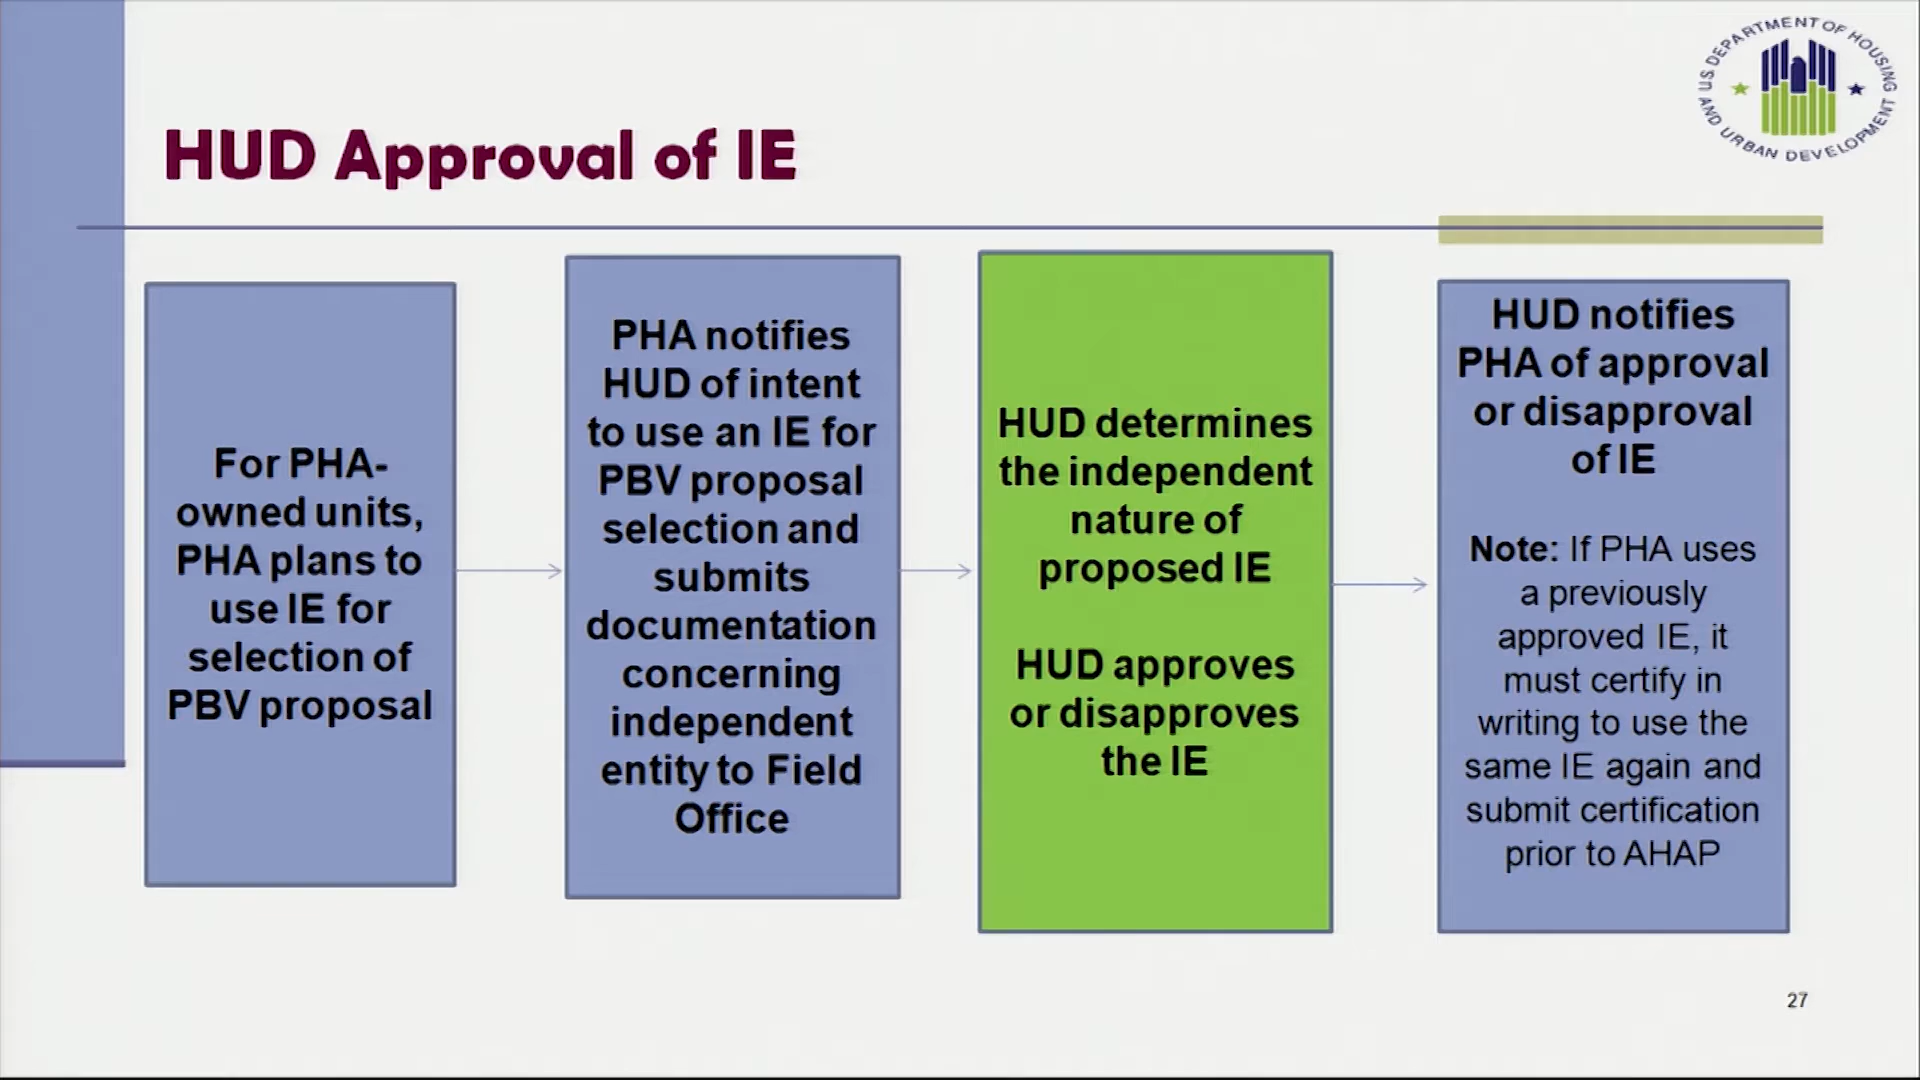 US DEPARTMENT OF HOUSING
AND URBAN DEVELOPMENT
HUD Approval of IE
For PHA-
owned units,
PHA plans to
use IE for
selection of
PBV proposal
PHA notifies
HUD of intent
to use an IE for
PBV proposal
selection and
submits
documentation
concerning
independent
entity to Field
Office
HUD determines
the independent
nature of
proposed IE
HUD approves
or disapproves
the IE
HUD notifies
PHA of approval
or disapproval
of IE
Note: If PHA uses
a previously
approved IE, it
must certify in
writing to use the
same IE again and
submit certification
prior to AHAP
27